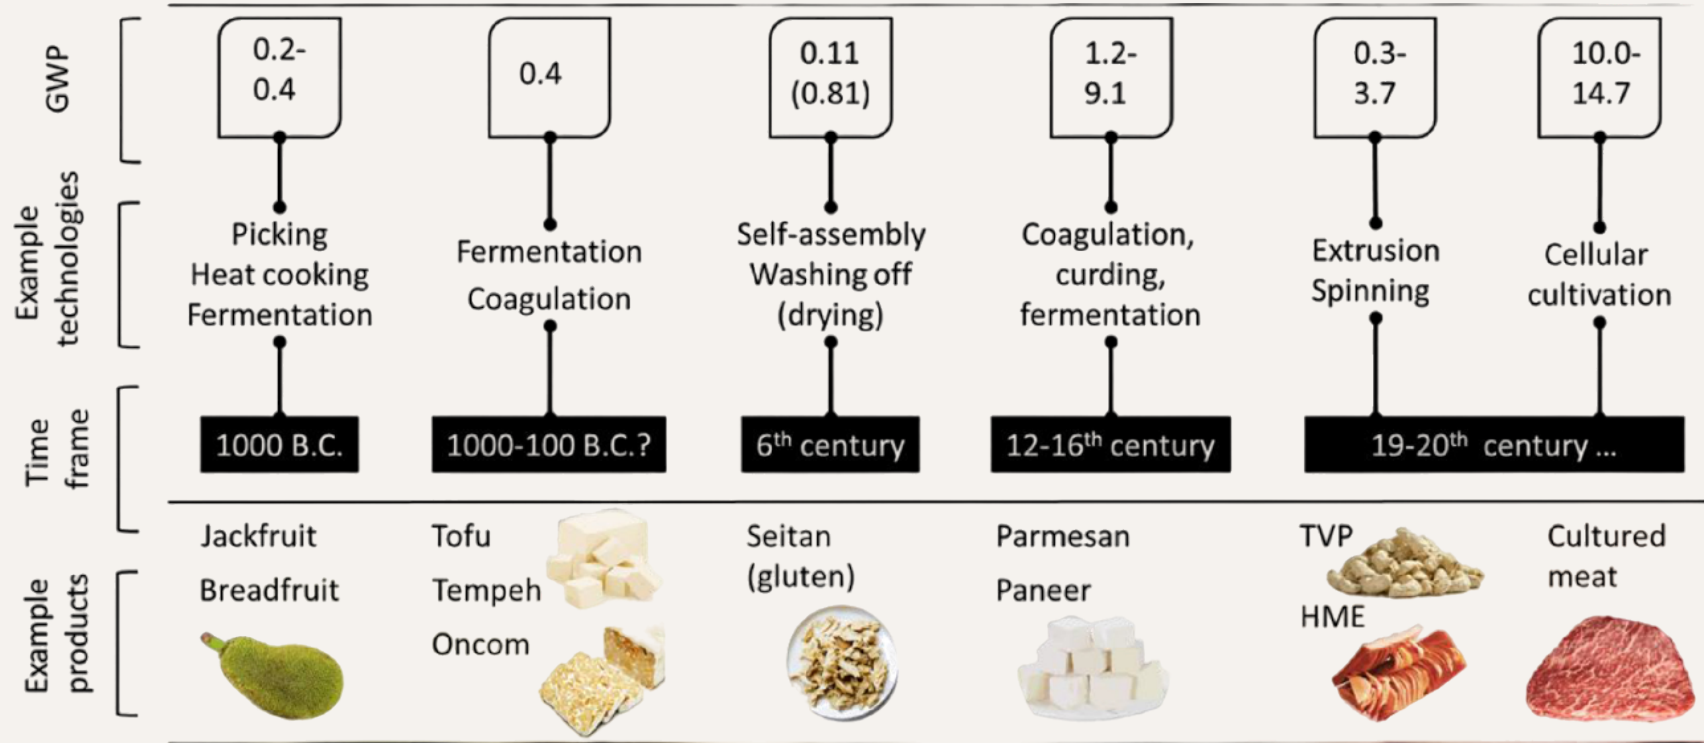 GWP
0.2-
0.4
0.4
0.11
(0.81)
1.2-
9.1
0.3-
3.7
10.0-
14.7
Example
technologies
Picking
Heat cooking
Fermentation
Fermentation
Coagulation
Self-assembly
Washing off
(drying)
Coagulation,
curding,
fermentation
Extrusion
Spinning
Cellular
cultivation
Time
frame
1000 B.C.
1000-100 B.C.?
6th century
12-16th century
19-20th century ...
Example
products
Jackfruit
Breadfruit
Tofu
Tempeh
Oncom
Seitan
(gluten)
Parmesan
Paneer
TVP
HME
Cultured
meat